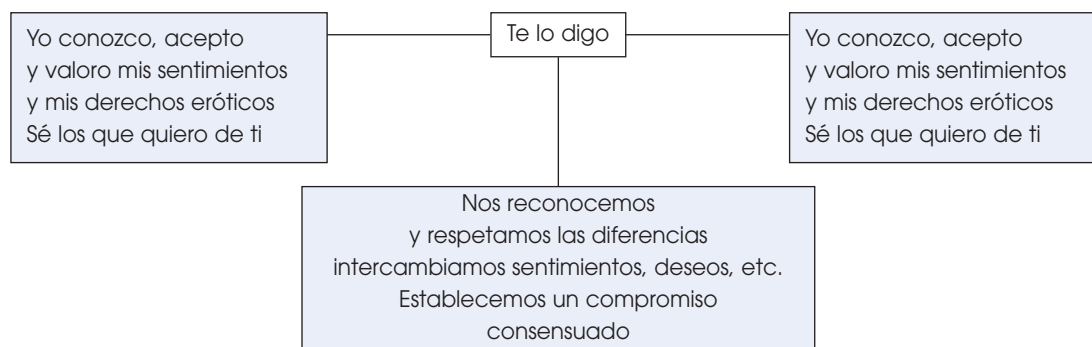 Yo conozco, acepto
y valoro mis sentimientos
y mis derechos eróticos
Sé los que quiero de ti
Te lo digo
Yo conozco, acepto
y valoro mis sentimientos
y mis derechos eróticos
Sé los que quiero de ti
Nos reconocemos
y respetamos las diferencias
intercambiamos sentimientos, deseos, etc.
Establecemos un compromiso
consensuado